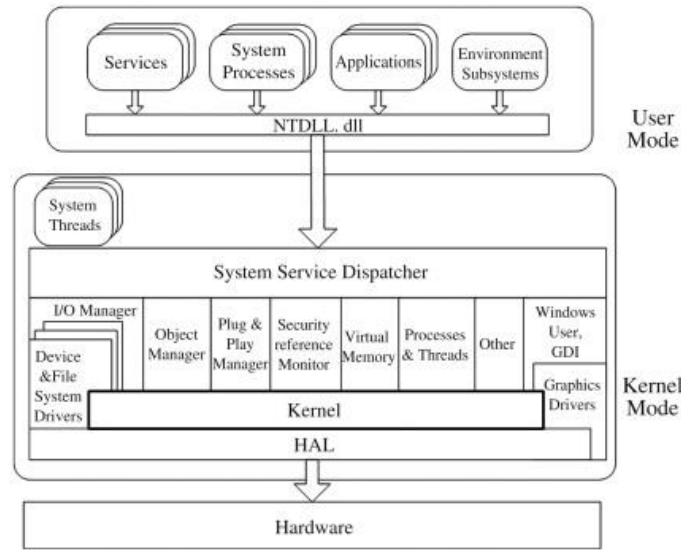 Services
System
Processes
Applications
Environment
Subsystems
NTDLL. dll
User
Mode
System
Threads
System Service Dispatcher
I/O Manager
Device
&File
System
Drivers
Object
Manager
Plug &
Play
Manager
Security
reference
Monitor
Virtual
Memory
Processes
& Threads
Other
Windows
User,
GDI
Graphics
Drivers
Kernel
HAL
Kernel
Mode
Hardware